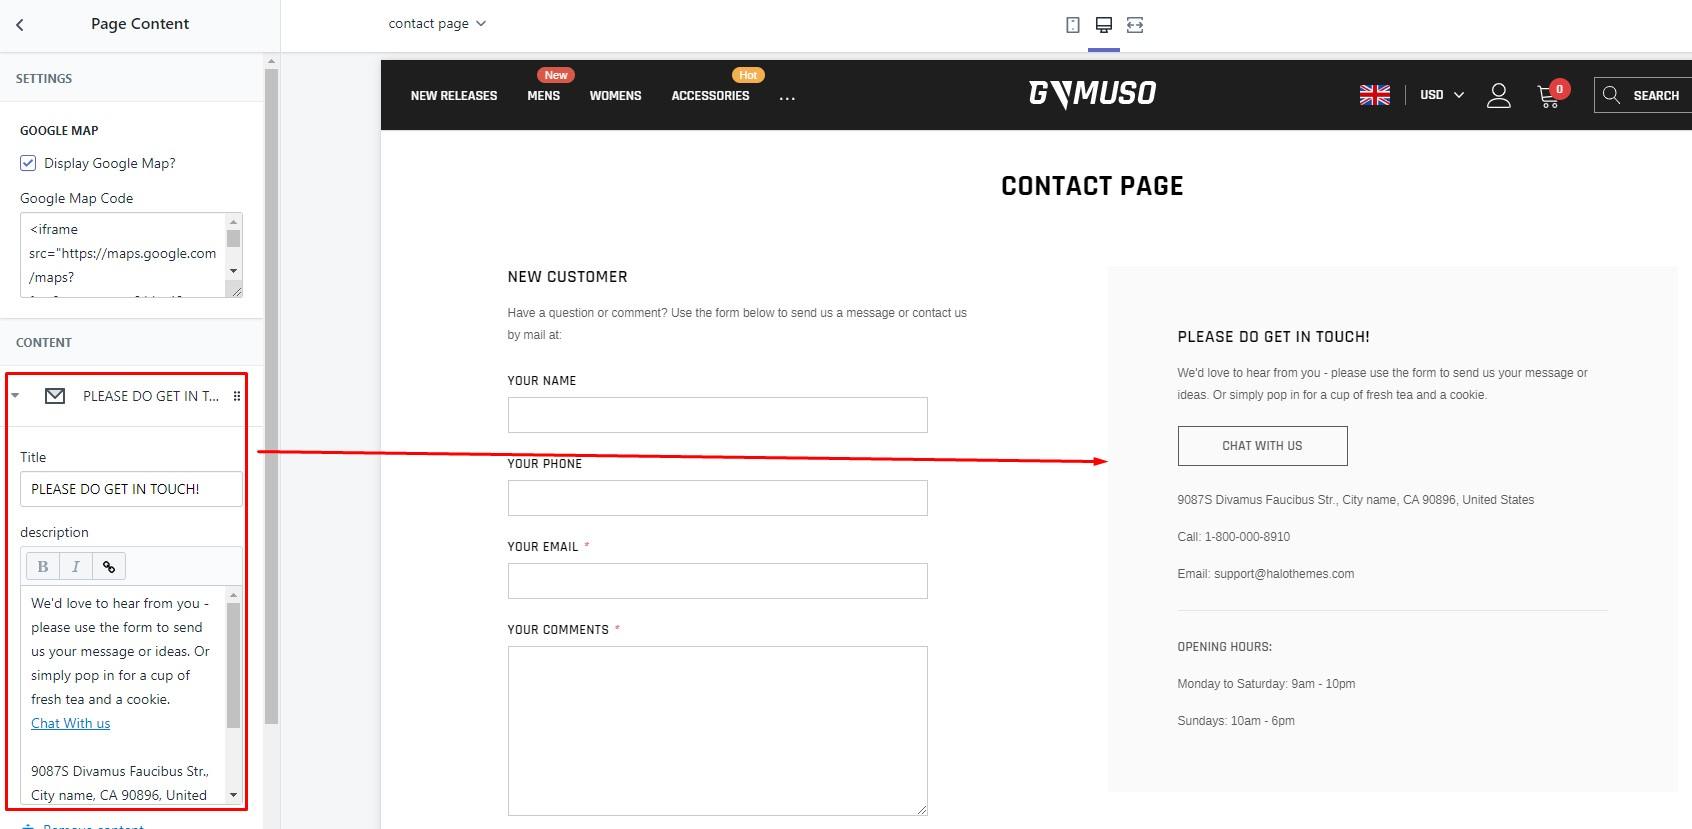 Page Content
contact page
SETTINGS
GOOGLE MAP
Display Google Map?
Google Map Code
<iframe
src="https://maps.google.com
/maps?
CONTENT
PLEASE DO GET IN T...
Title
PLEASE DO GET IN TOUCH!
description
B I
We'd love to hear from you -
please use the form to send
us your message or ideas. Or
simply pop in for a cup of
fresh tea and a cookie.
Chat With us
9087S Divamus Faucibus Str.,
City name, CA 90896, United
Remove content
New
Hot
NEW RELEASES MENS WOMENS ACCESSORIES ...
GVMUSO
USD
0
SEARCH
CONTACT PAGE
NEW CUSTOMER
Have a question or comment? Use the form below to send us a message or contact us
by mail at:
YOUR NAME
YOUR PHONE
YOUR EMAIL *
YOUR COMMENTS *
PLEASE DO GET IN TOUCH!
We'd love to hear from you - please use the form to send us your message or
ideas. Or simply pop in for a cup of fresh tea and a cookie.
CHAT WITH US
9087S Divamus Faucibus Str., City name, CA 90896, United States
Call: 1-800-000-8910
Email: support@halothemes.com
OPENING HOURS:
Monday to Saturday: 9am - 10pm
Sundays: 10am - 6pm